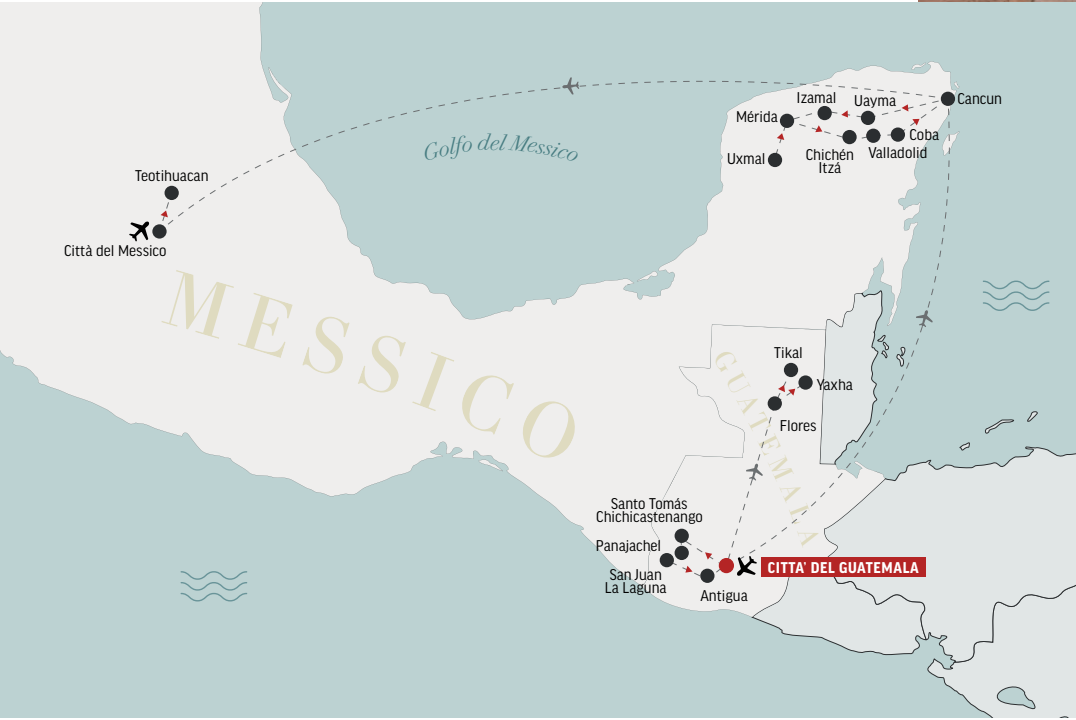 Golfo del Messico
Izamal
Uayma
Cancun
Mérida
Coba
Uxmal
Chichén
Itzá
Valladolid
Teotihuacan
Città del Messico
MESSICO
Tikal
Yaxha
Flores
GUATEMALA
Santo Tomás
Chichicastenango
Panajachel
San Juan
La Laguna
Antigua
CITTA' DEL GUATEMALA